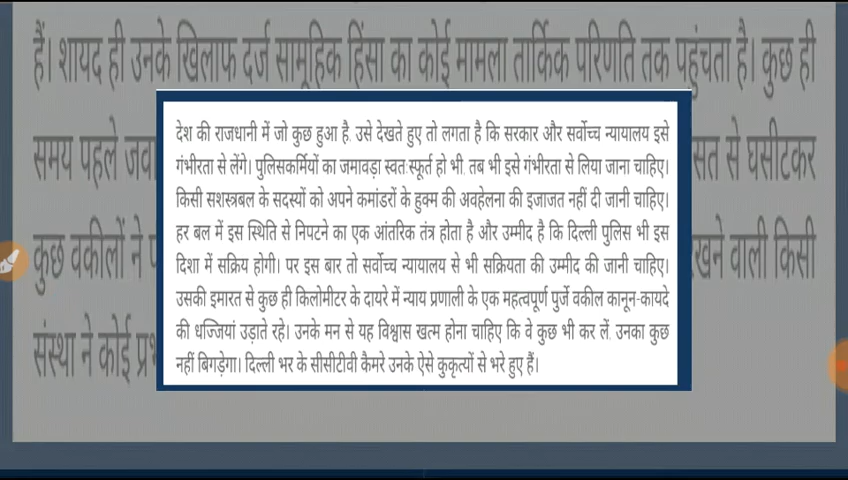 हैं। शायद ही उनके खिलाफ दर्ज सामूहिक हिंसा का कोई मामला तार्किक परिणति तक पहुंचता है। कुछ ही
समय पहले जवा सत से घसीटकर
कुछ वकीलों ने प रखने वाली किसी
संस्था ने कोई प्रभ
देश की राजधानी में जो कुछ हुआ है, उसे देखते हुए तो लगता है कि सरकार और सर्वोच्च न्यायालय इसे
गंभीरता से लेंगे। पुलिसकर्मियों का जमावड़ा स्वत:स्फूर्त हो भी, तब भी इसे गंभीरता से लिया जाना चाहिए।
किसी सशस्त्रबल के सदस्यों को अपने कमांडरों के हुक्म की अवहेलना की इजाजत नहीं दी जानी चाहिए।
हर बल में इस स्थिति से निपटने का एक आंतरिक तंत्र होता है और उम्मीद है कि दिल्ली पुलिस भी इस
दिशा में सक्रिय होगी। पर इस बार तो सर्वोच्च न्यायालय से भी सक्रियता की उम्मीद की जानी चाहिए।
उसकी इमारत से कुछ ही किलोमीटर के दायरे में न्याय प्रणाली के एक महत्वपूर्ण पुर्जे वकील कानून-कायदे
की धज्जियां उड़ाते रहे। उनके मन से यह विश्वास खत्म होना चाहिए कि वे कुछ भी कर लें, उनका कुछ
नहीं बिगड़ेगा। दिल्ली भर के सीसीटीवी कैमरे उनके ऐसे कुकृत्यों से भरे हुए हैं।